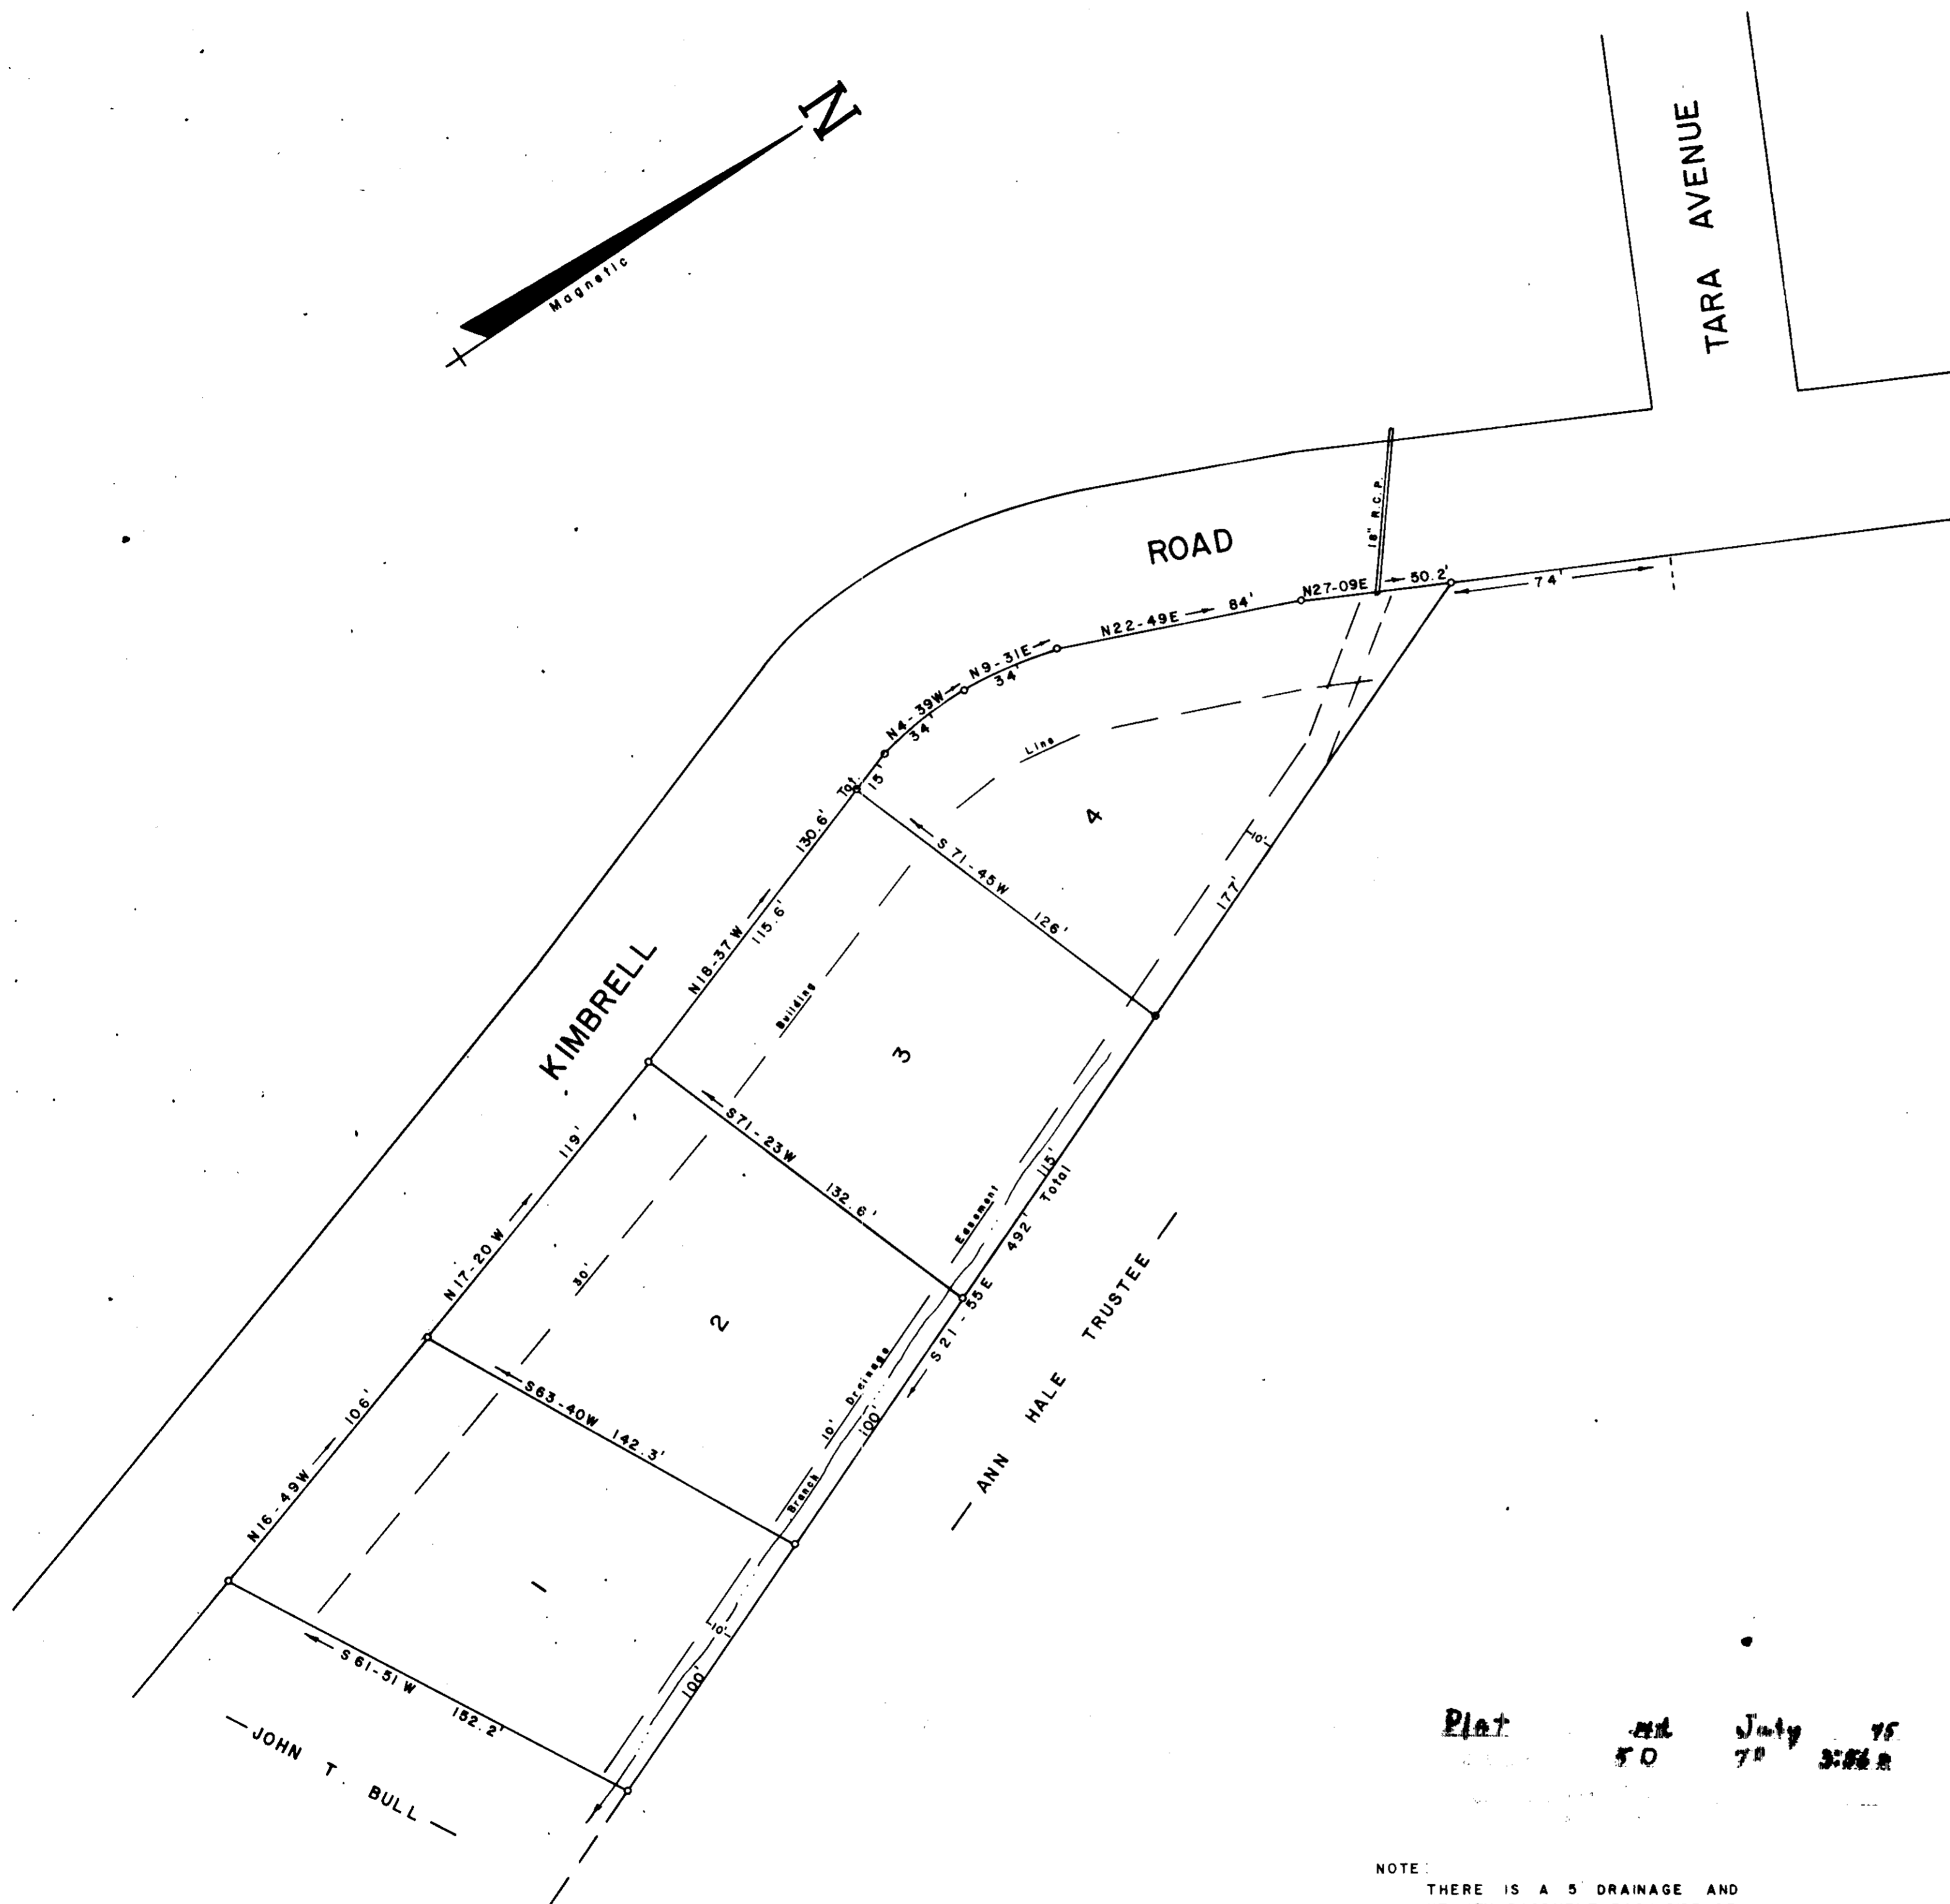 N
Magnetic
TARA AVENUE
ROAD
18" R.C.P.
N27-09E 50.2'
74'
N22-49E 84'
N9-31E
34'
N4-39W
34'
Line
15'
Tot.
130.6'
4
10'
S 71-45W 126'
177'
N18-37W
115.6'
KIMBRELL
Building
3
S71-23W 132.6'
119'
N17-20W
30'
Easement
115'
492' Total
S21-55E
ANN HALE TRUSTEE
2
10' Drainage
100'
Branch
S63-40W 142.3'
106'
N16-49W
1
10'
100'
S61-51W 152.2'
JOHN T. BULL
Plat July 75
NOTE:
THERE IS A 5' DRAINAGE AND